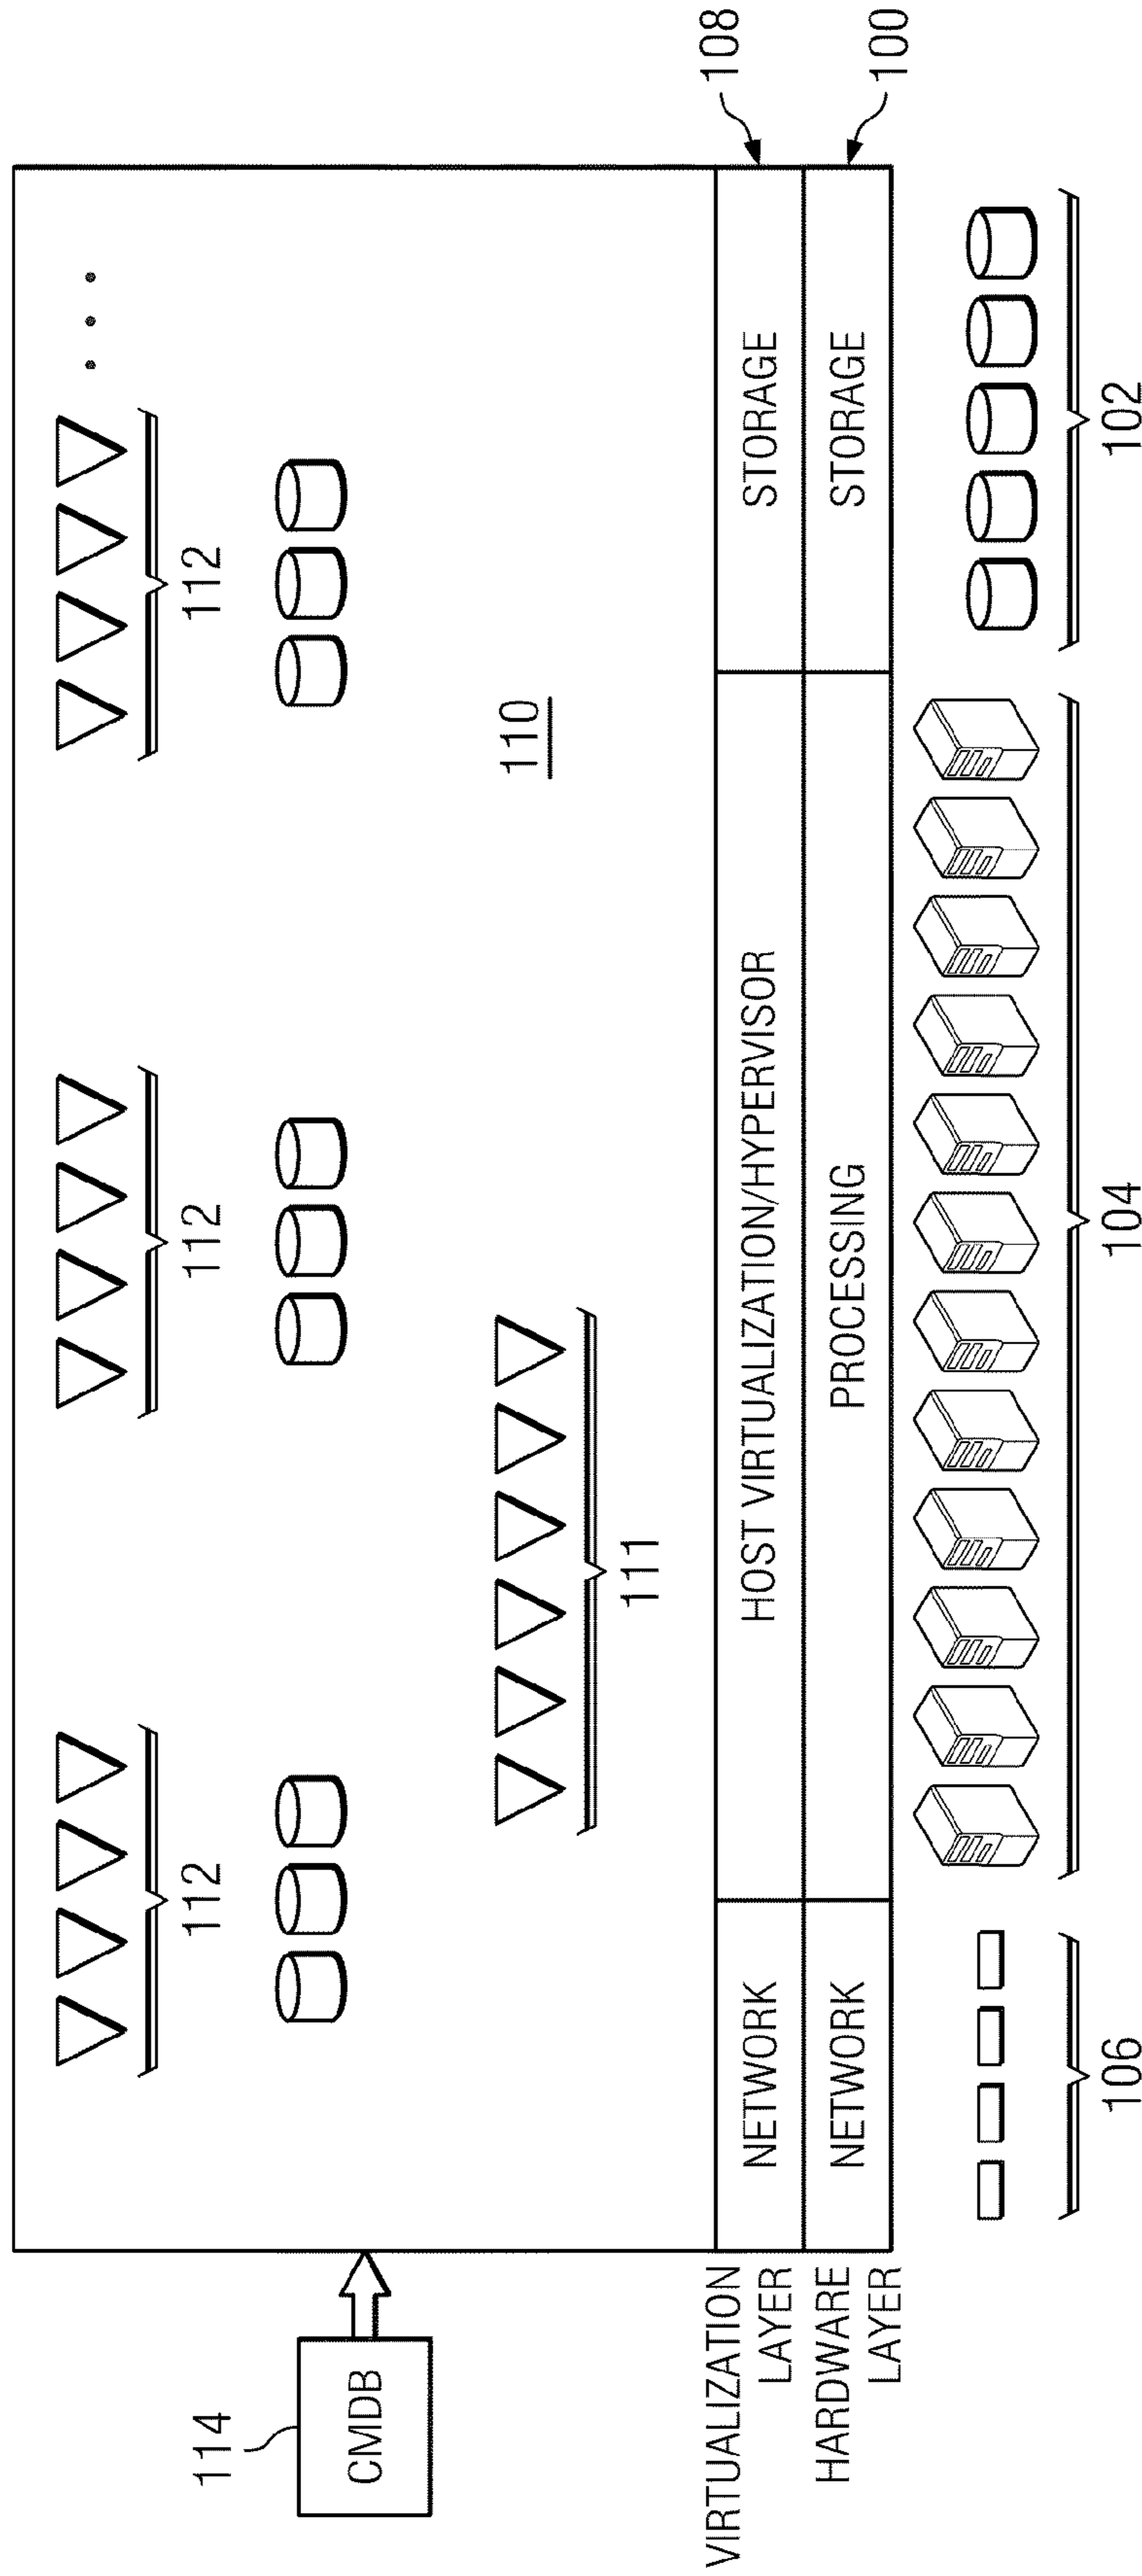 112
112
112
. . .
114
CMDB
110
111
VIRTUALIZATION
LAYER
NETWORK
HOST VIRTUALIZATION/HYPERVISOR
STORAGE
108
HARDWARE
LAYER
NETWORK
PROCESSING
STORAGE
100
106
104
102